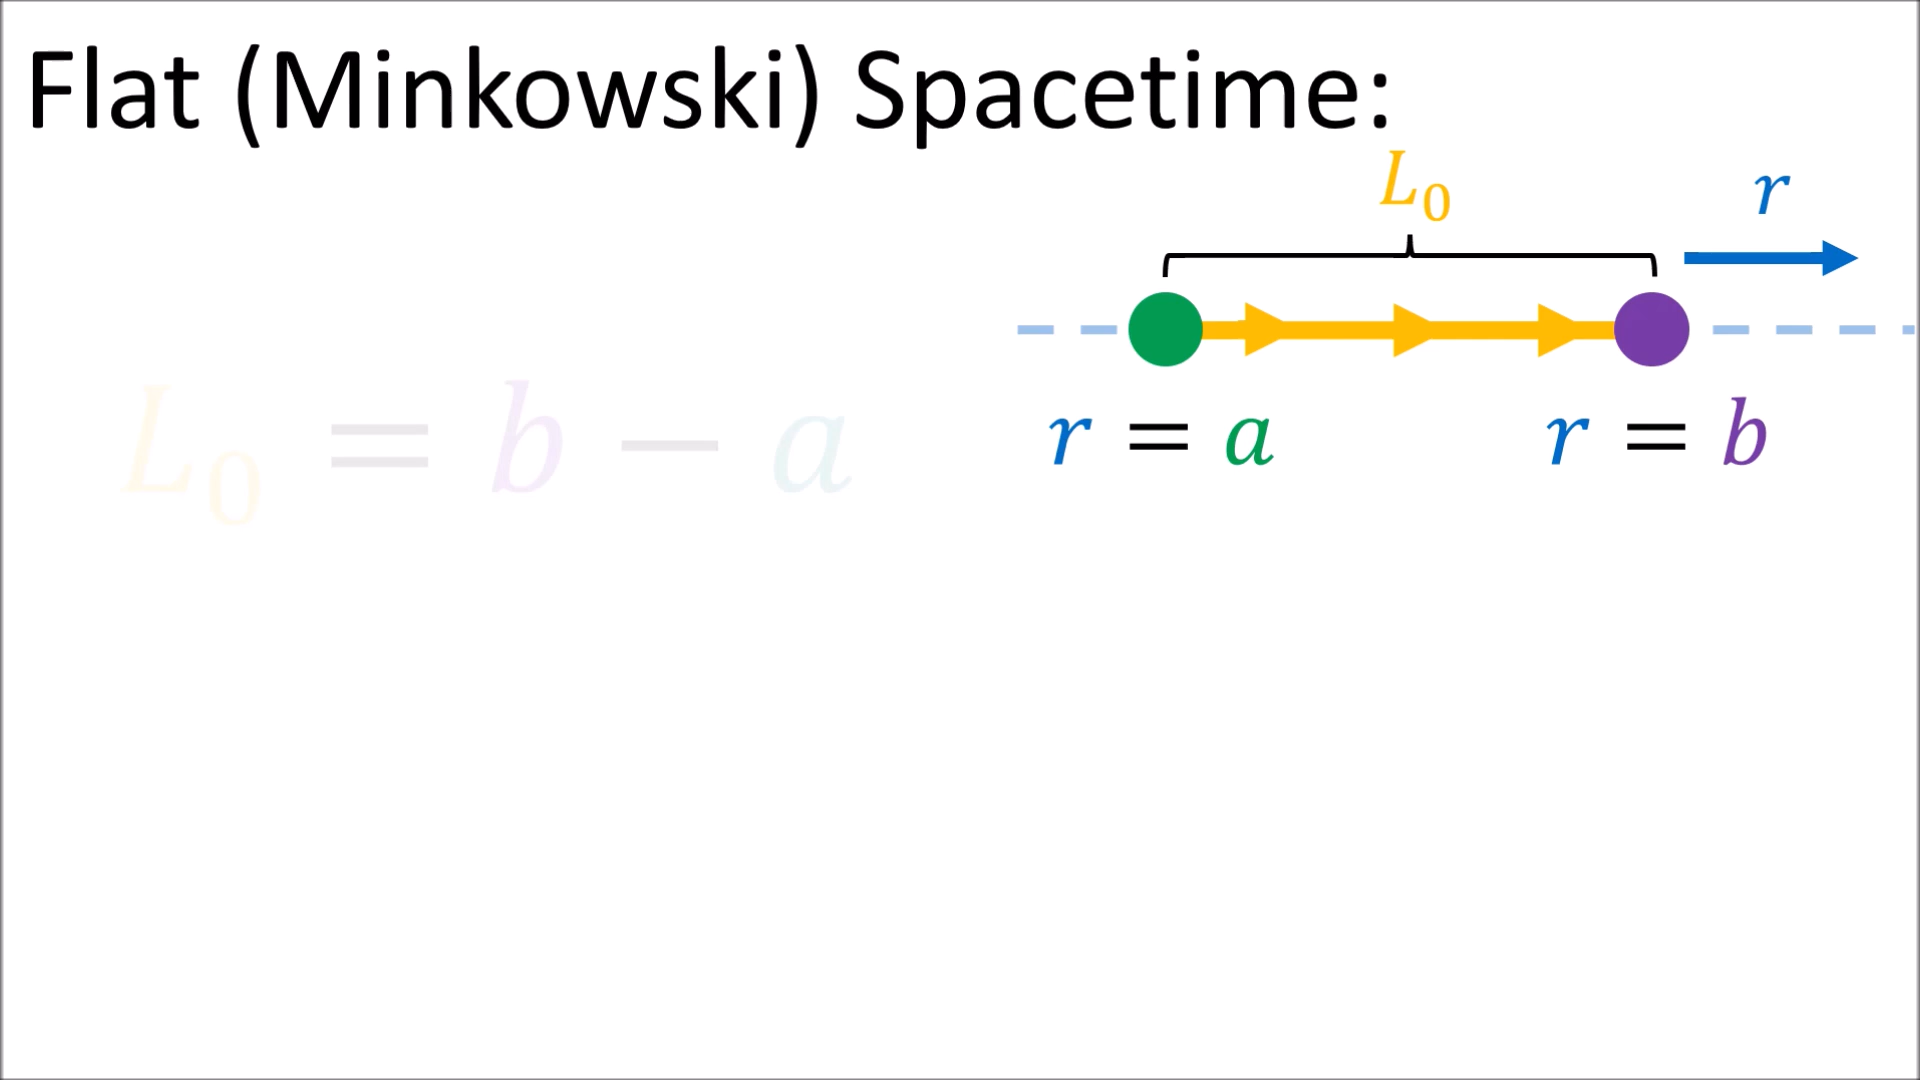 Flat (Minkowski) Spacetime:
L₀
r
L₀ = b − a
r = a
r = b